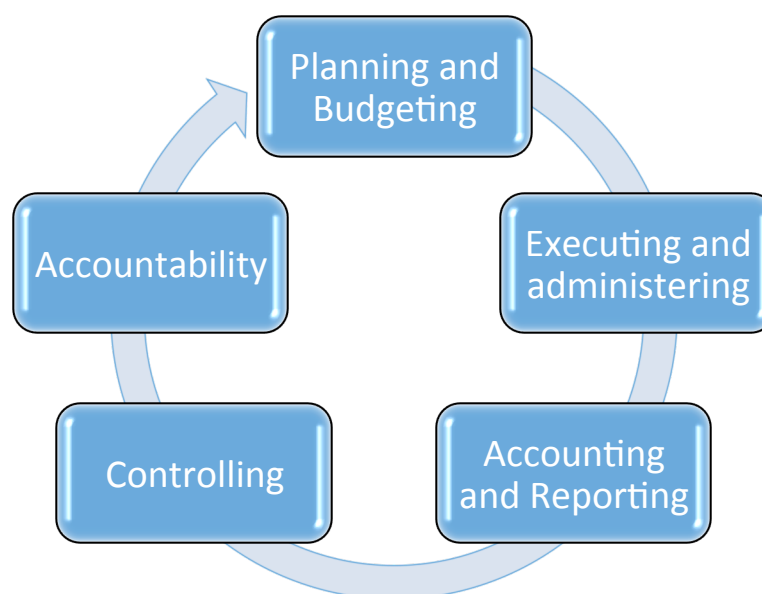 Planning and
Budgeting
Executing and
administering
Accounting
and Reporting
Controlling
Accountability